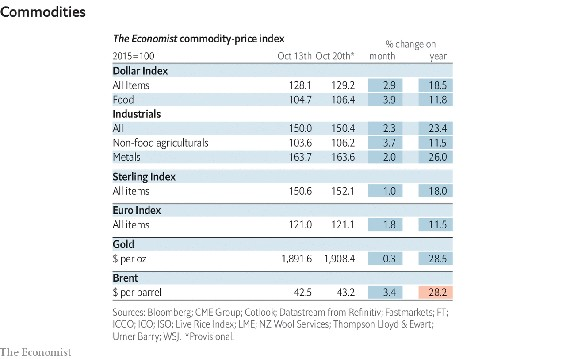 Commodities
The Economist commodity-price index
% change on
2015=100 Oct 13th Oct 20th* month year
Dollar Index
All Items 128.1 129.2 2.9 18.5
Food 104.7 106.4 3.9 11.8
Industrials
All 150.0 150.4 2.3 23.4
Non-food agriculturals 103.6 106.2 3.7 11.5
Metals 163.7 163.6 2.0 26.0
Sterling Index
All items 150.6 152.1 1.0 18.0
Euro Index
All items 121.0 121.1 1.8 11.5
Gold
$ per oz 1,891.6 1,908.4 0.3 28.5
Brent
$ per barrel 42.5 43.2 3.4 28.2
Sources: Bloomberg; CME Group; Cotlook; Datastream from Refinitiv; Fastmarkets; FT;
ICCO; ICO; ISO; Live Rice Index; LME; NZ Wool Services; Thompson Lloyd & Ewart;
Urner Barry; WSJ. *Provisional.
The Economist